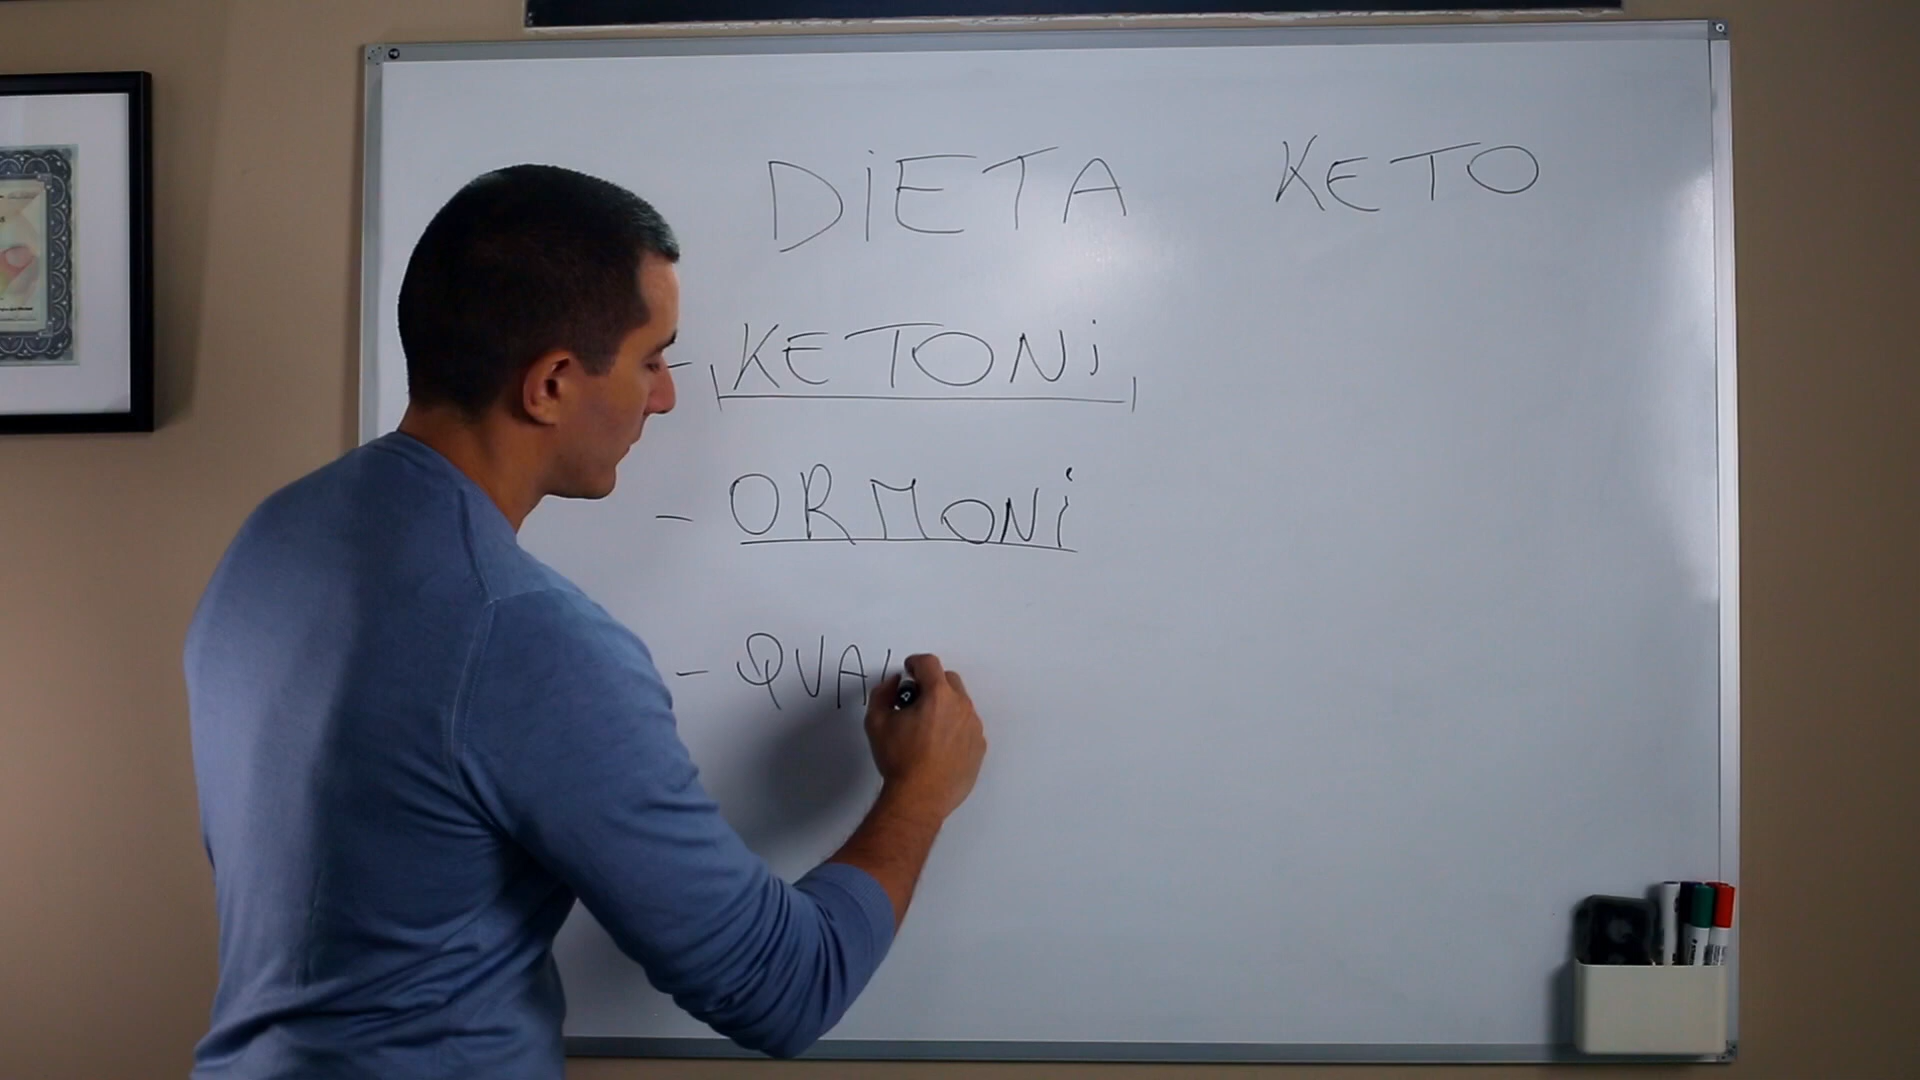 DiETA KETO
- KETONi
- ORMONi
- QUAL